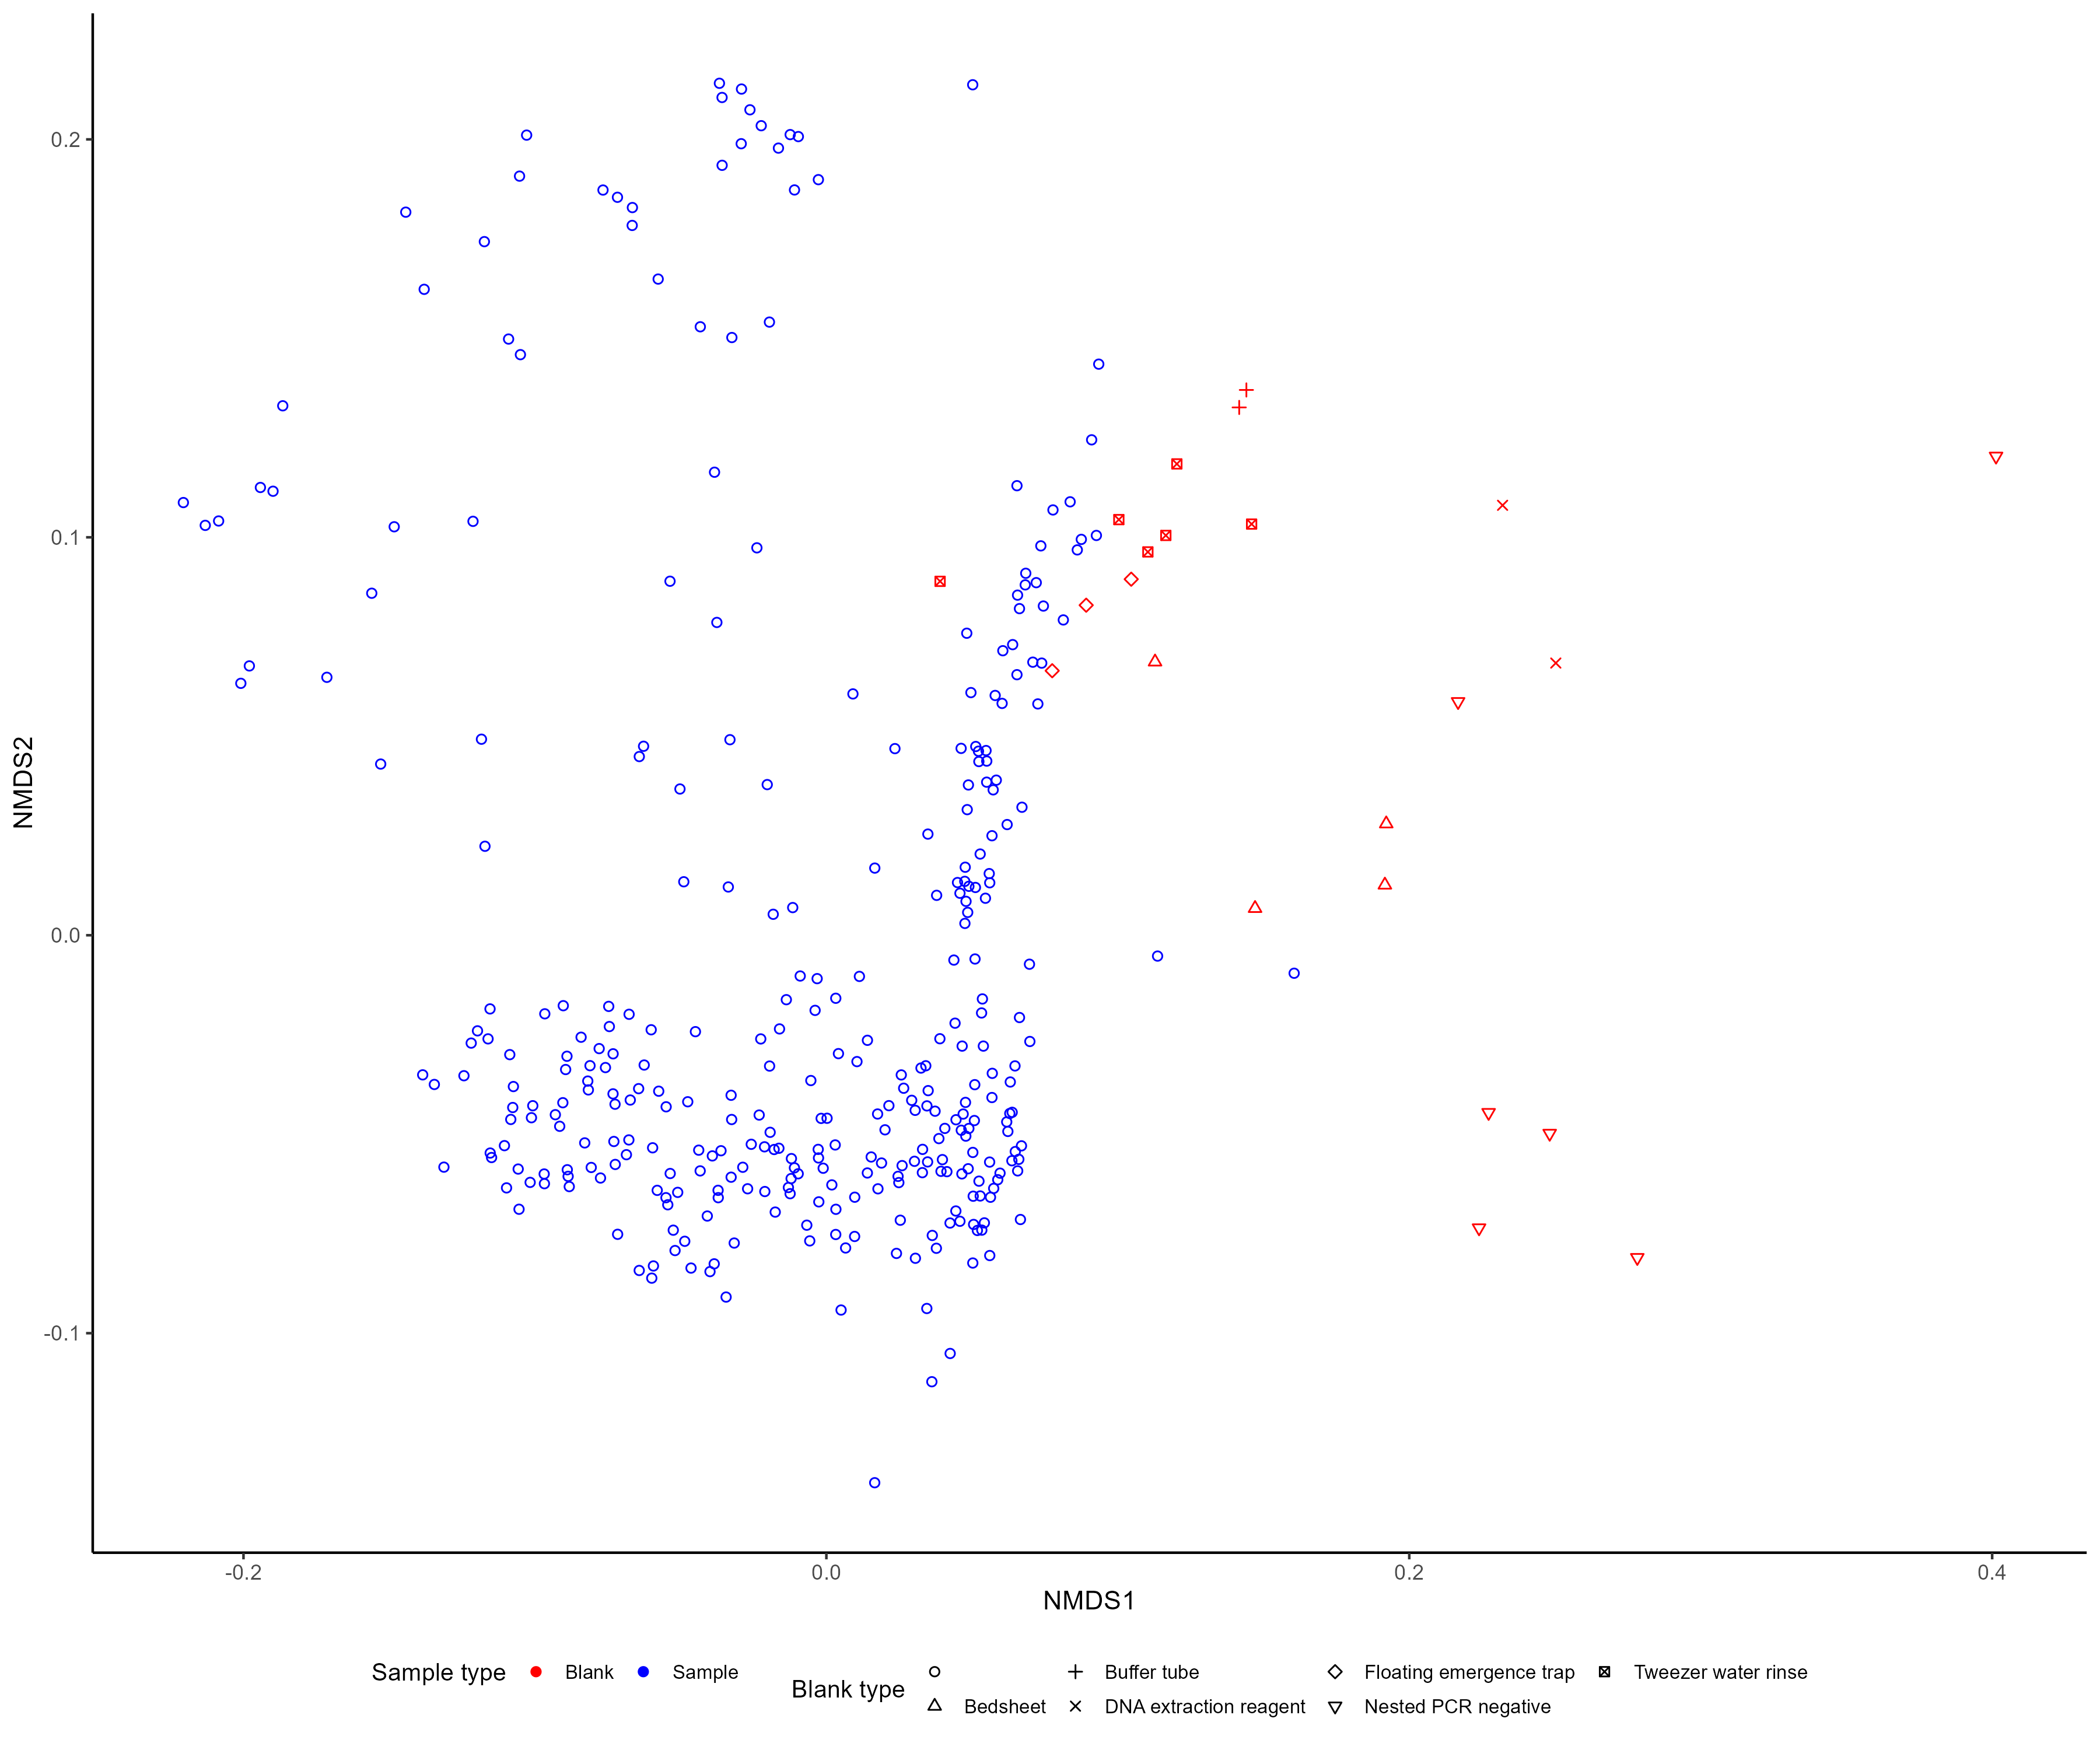 0.2
0.1
0.0
-0.1
NMDS2
-0.2 0.0 0.2 0.4
NMDS1
Sample type Blank Sample
Blank type
Buffer tube Floating emergence trap Tweezer water rinse
Bedsheet DNA extraction reagent Nested PCR negative